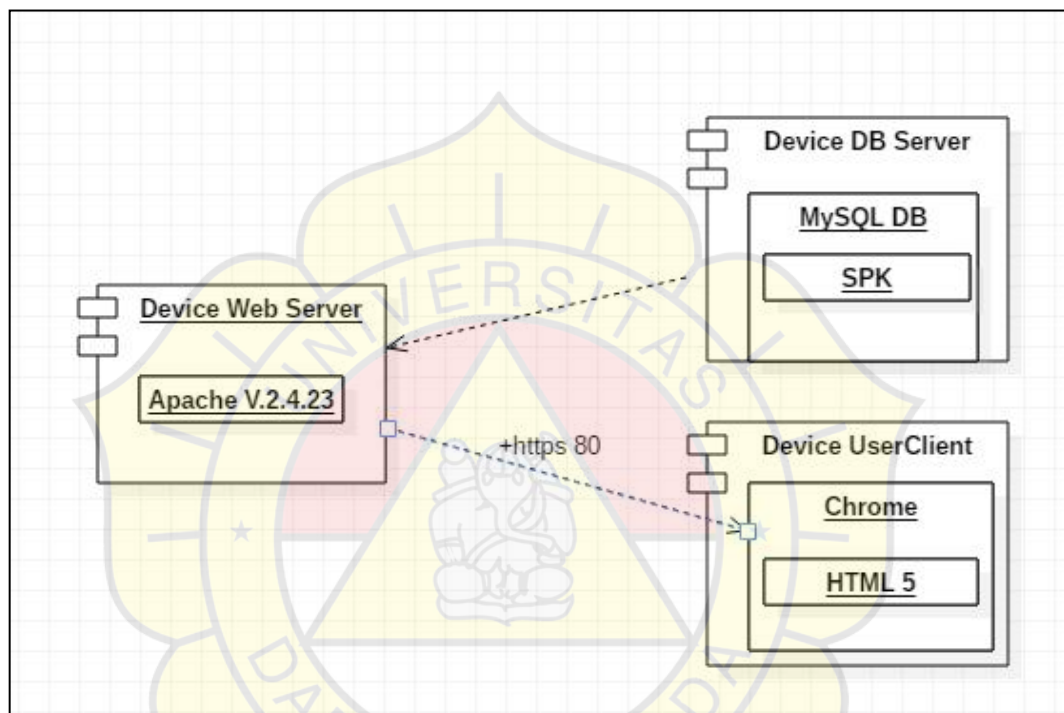 Device DB Server
MySQL DB
SPK
Device Web Server
Apache V.2.4.23
+https 80
Device UserClient
Chrome
HTML 5
UNIVERSITAS